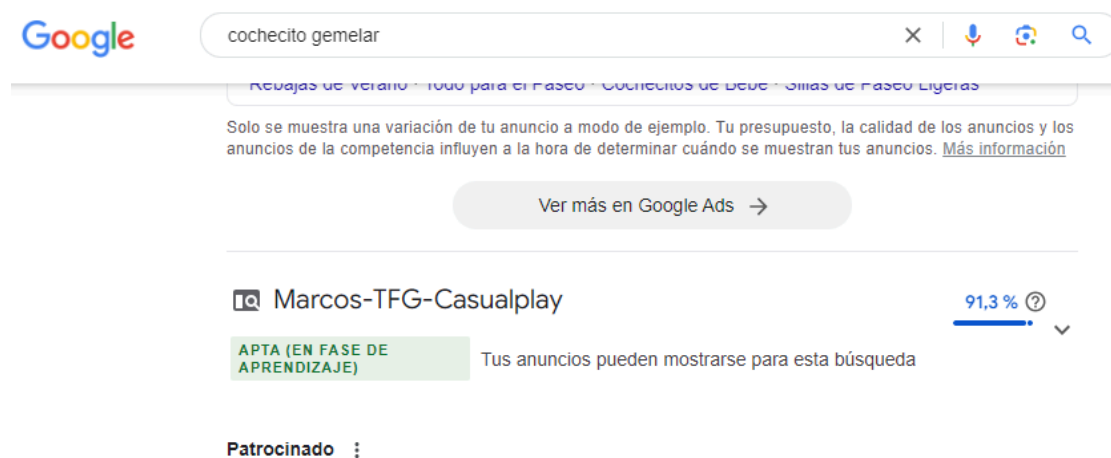 Google
cochecito gemelar
Rebajas de Verano · Todo para el Paseo · Cochecitos de Bebé · Sillas de Paseo Ligeras
Solo se muestra una variación de tu anuncio a modo de ejemplo. Tu presupuesto, la calidad de los anuncios y los
anuncios de la competencia influyen a la hora de determinar cuándo se muestran tus anuncios. Más información
Ver más en Google Ads →
Marcos-TFG-Casualplay
91,3 %
APTA (EN FASE DE
APRENDIZAJE)
Tus anuncios pueden mostrarse para esta búsqueda
Patrocinado